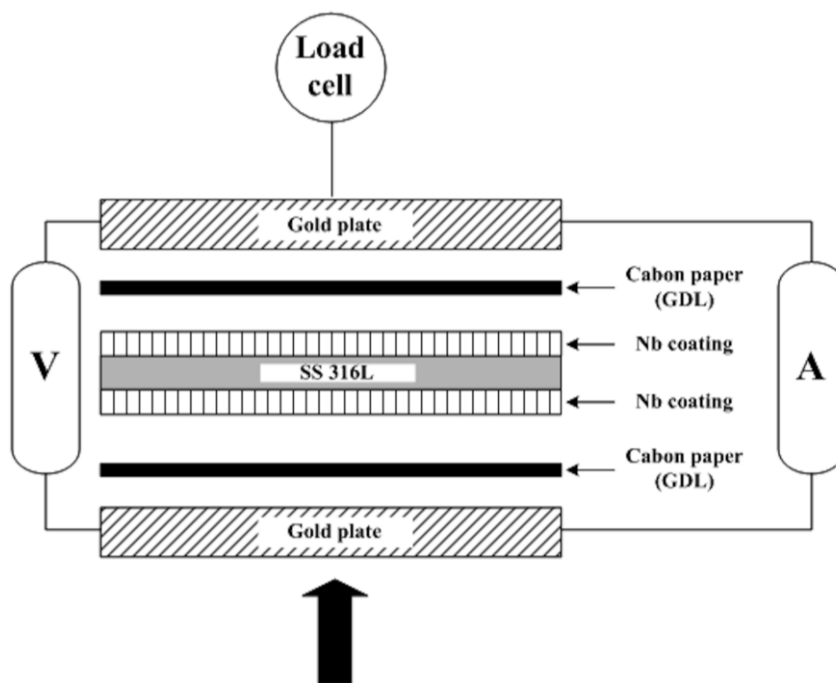 Load
cell
Gold plate
Cabon paper
(GDL)
Nb coating
V
SS 316L
A
Nb coating
Cabon paper
(GDL)
Gold plate